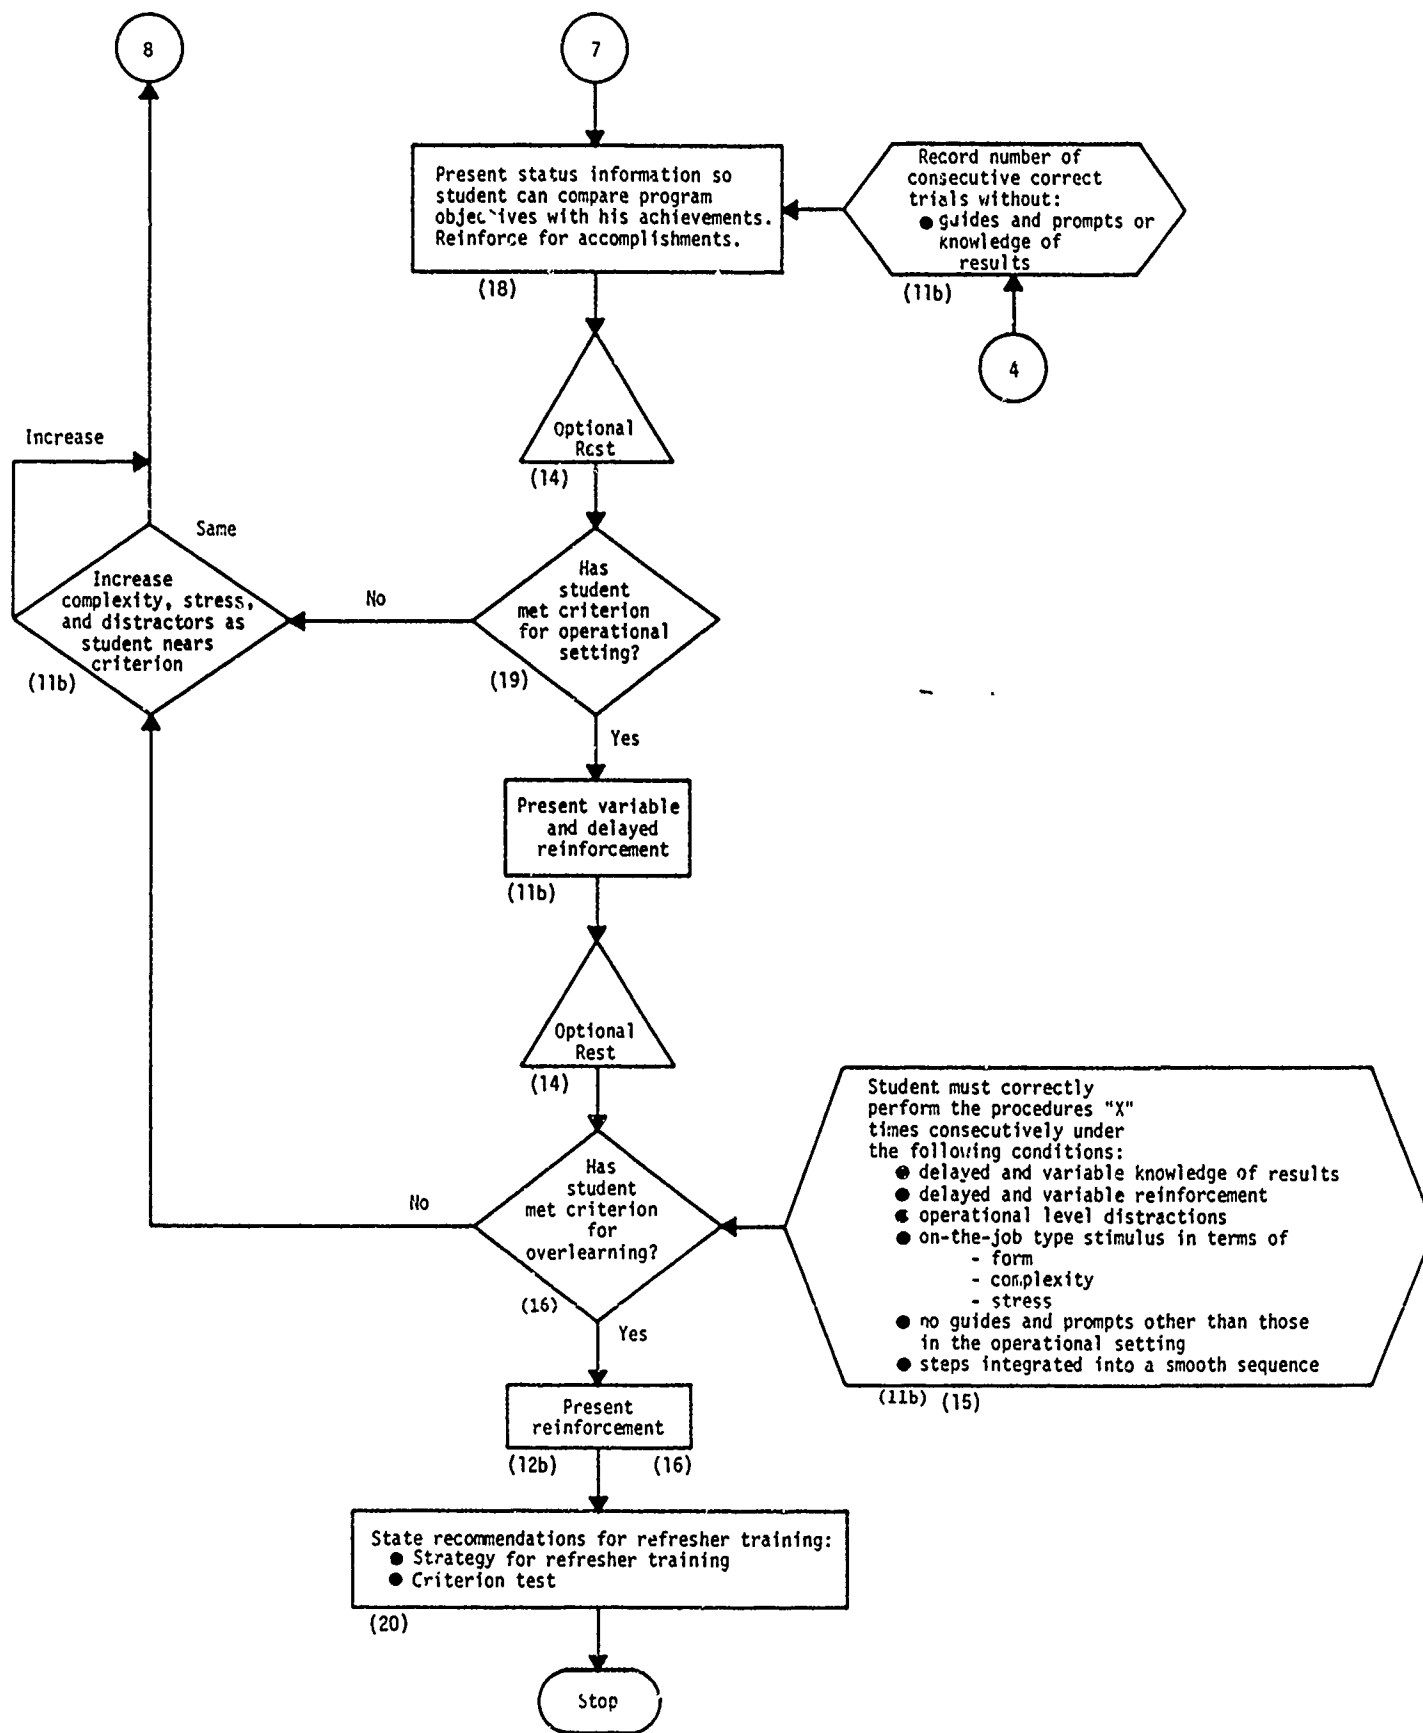 8
7
Present status information so
student can compare program
objectives with his achievements.
Reinforce for accomplishments.
(18)
Record number of
consecutive correct
trials without:
● guides and prompts or
knowledge of
results
(11b)
4
Optional
Rest
(14)
Increase
Same
Increase
complexity, stress,
and distractors as
student nears
criterion
(11b)
No
Has
student
met criterion
for operational
setting?
(19)
Yes
Present variable
and delayed
reinforcement
(11b)
Optional
Rest
(14)
No
Has
student
met criterion
for
overlearning?
(16)
Yes
Student must correctly
perform the procedures "X"
times consecutively under
the following conditions:
● delayed and variable knowledge of results
● delayed and variable reinforcement
● operational level distractions
● on-the-job type stimulus in terms of
- form
- complexity
- stress
● no guides and prompts other than those
in the operational setting
● steps integrated into a smooth sequence
(11b) (15)
Present
reinforcement
(12b) (16)
State recommendations for refresher training:
● Strategy for refresher training
● Criterion test
(20)
Stop